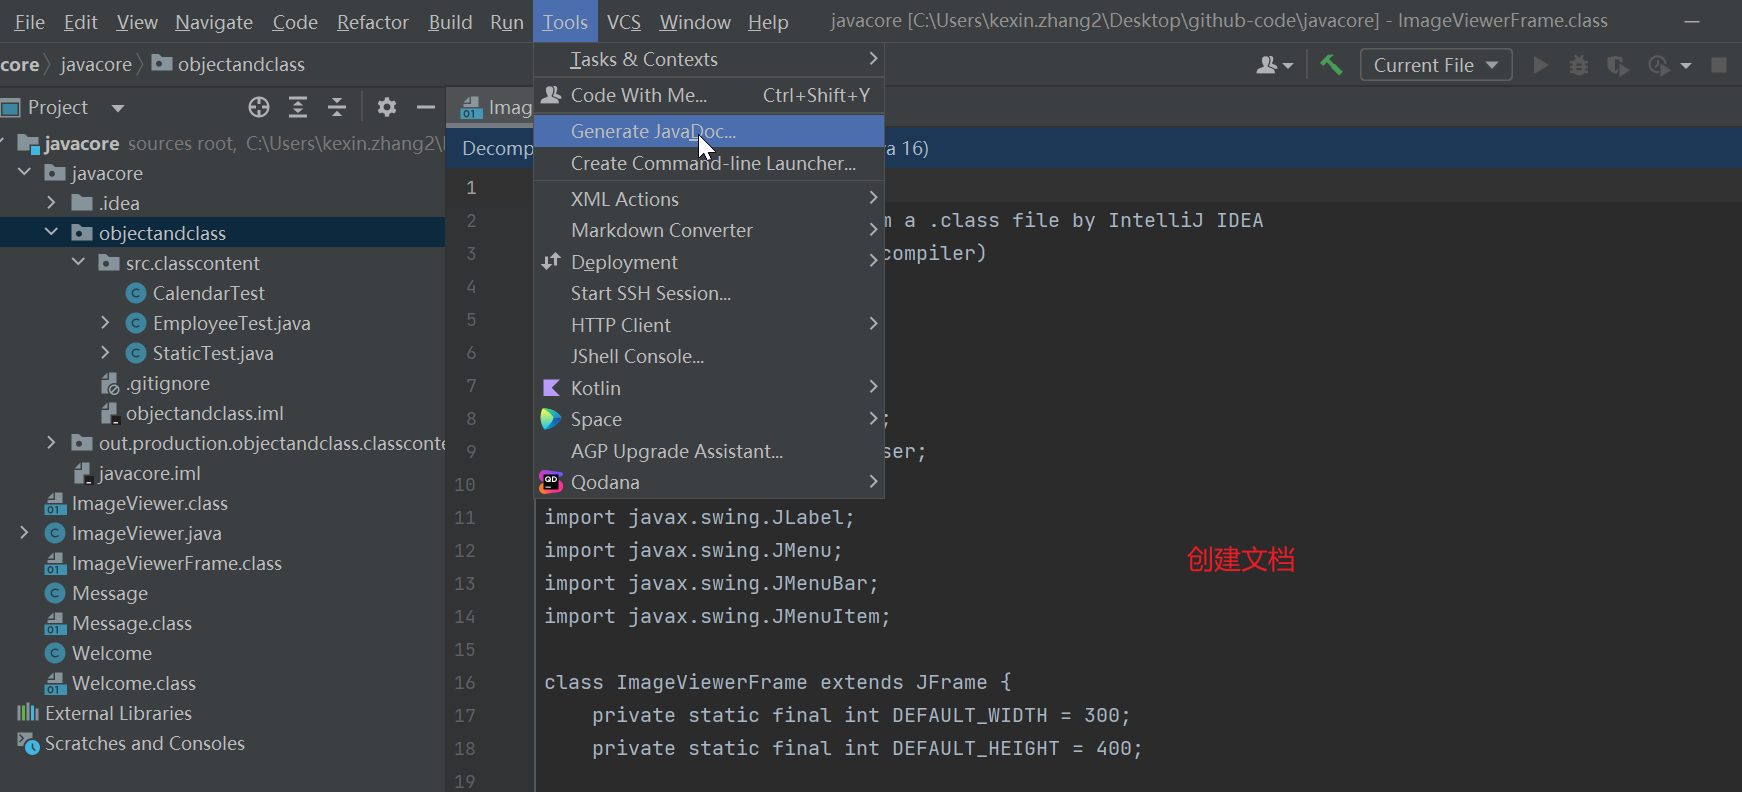 File Edit View Navigate Code Refactor Build Run Tools VCS Window Help javacore [C:\Users\kexin.zhang2\Desktop\github-code\javacore] - ImageViewerFrame.class
core javacore objectandclass
Current File
Project
javacore sources root, C:\Users\kexin.zhang2\
javacore
.idea
objectandclass
src.classcontent
CalendarTest
EmployeeTest.java
StaticTest.java
.gitignore
objectandclass.iml
out.production.objectandclass.classconte
javacore.iml
ImageViewer.class
ImageViewer.java
ImageViewerFrame.class
Message
Message.class
Welcome
Welcome.class
External Libraries
Scratches and Consoles
Tasks & Contexts
Code With Me... Ctrl+Shift+Y
Generate JavaDoc...
Create Command-line Launcher...
XML Actions
Markdown Converter
Deployment
Start SSH Session...
HTTP Client
JShell Console...
Kotlin
Space
AGP Upgrade Assistant...
QD Qodana
Imag
Decomp a 16)
1
2 a .class file by IntelliJ IDEA
3 compiler)
4
5
6
7
8 ;
9 ser;
10
11 import javax.swing.JLabel;
12 import javax.swing.JMenu;
13 import javax.swing.JMenuBar;
14 import javax.swing.JMenuItem;
15
16 class ImageViewerFrame extends JFrame {
17 private static final int DEFAULT_WIDTH = 300;
18 private static final int DEFAULT_HEIGHT = 400;
19
创建文档